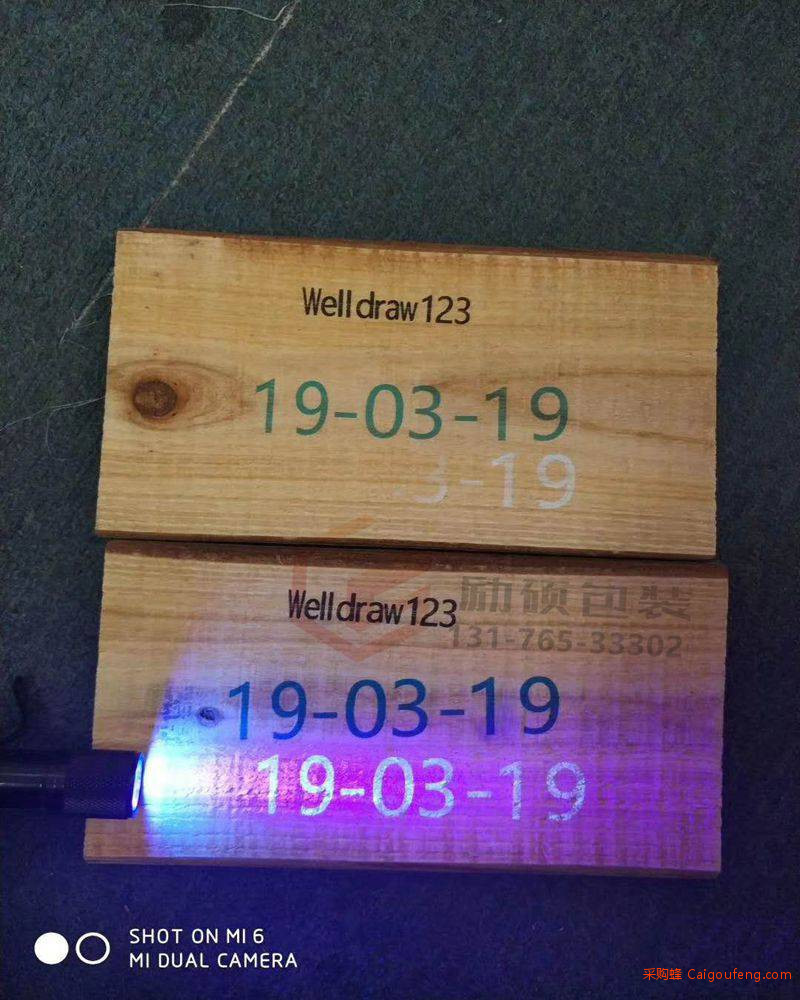 Welldraw123
19-03-19
3-19
Welldraw123
励硕包装
131-765-33302
19-03-19
19-03-19
SHOT ON MI 6
MI DUAL CAMERA
采购蜂 Caigoufeng.com